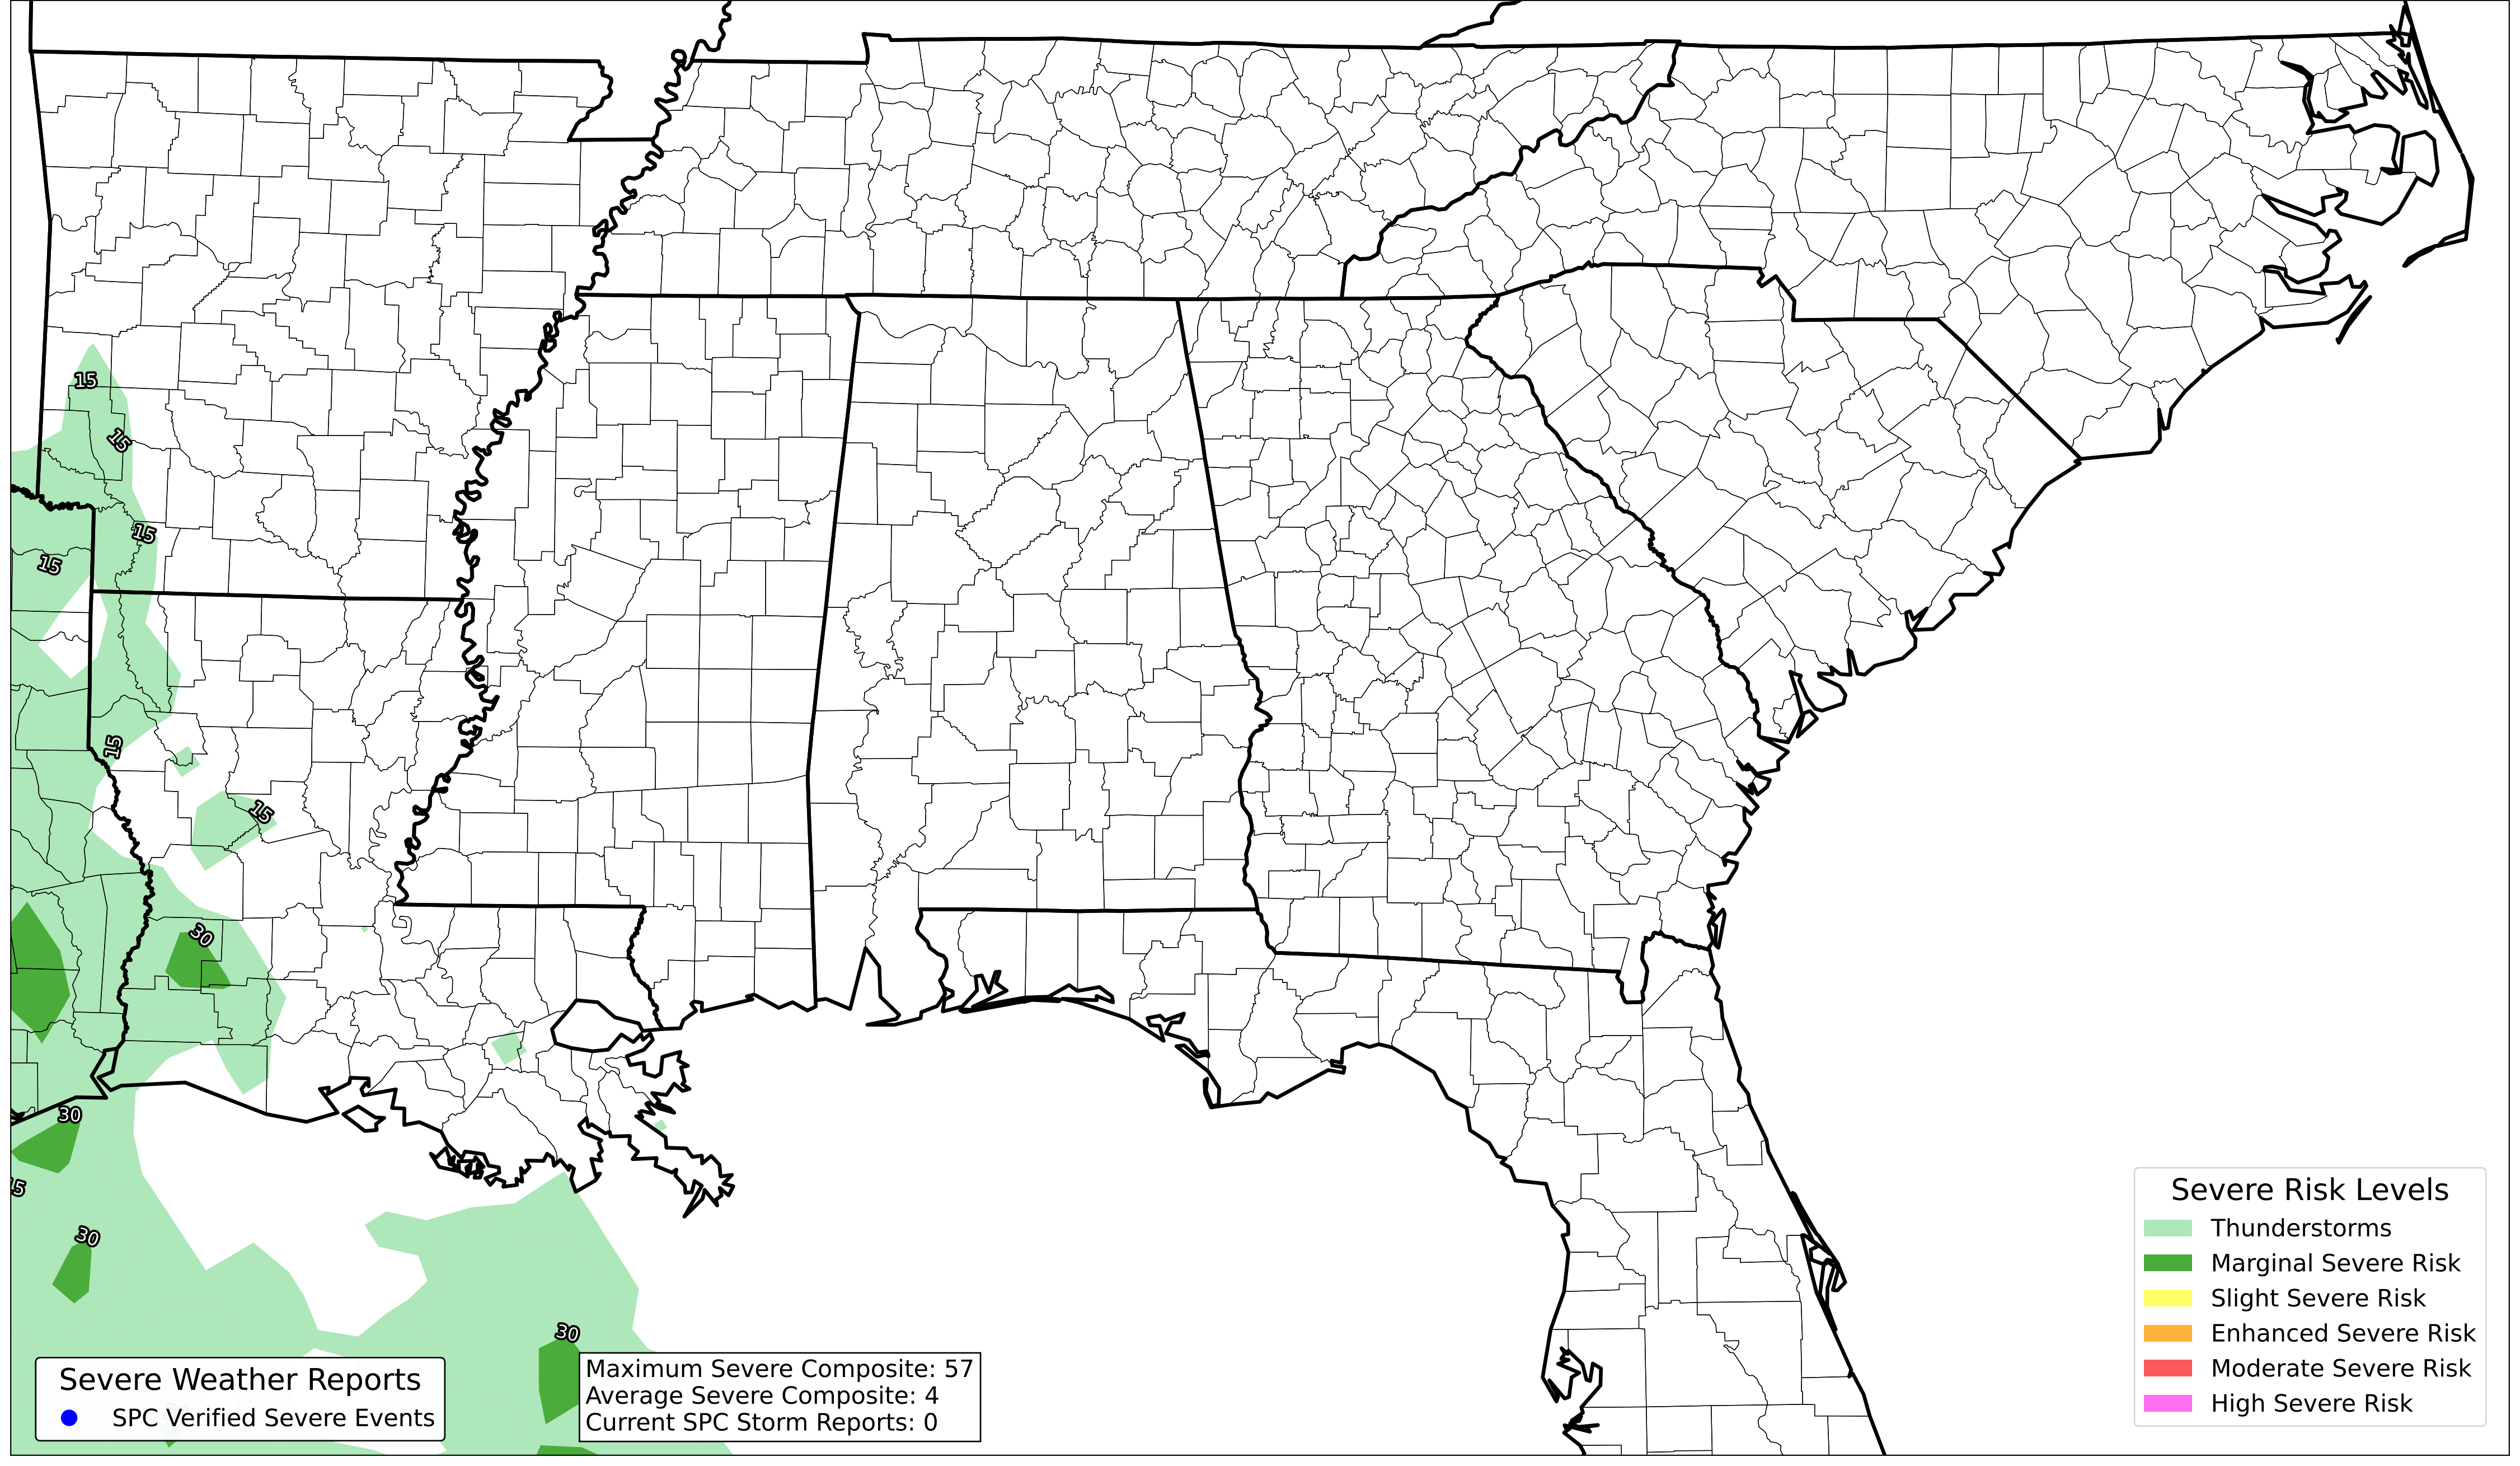 15
15
15
15
15
15
30
30
15
30
30
Severe Weather Reports
SPC Verified Severe Events
Maximum Severe Composite: 57
Average Severe Composite: 4
Current SPC Storm Reports: 0
Severe Risk Levels
Thunderstorms
Marginal Severe Risk
Slight Severe Risk
Enhanced Severe Risk
Moderate Severe Risk
High Severe Risk